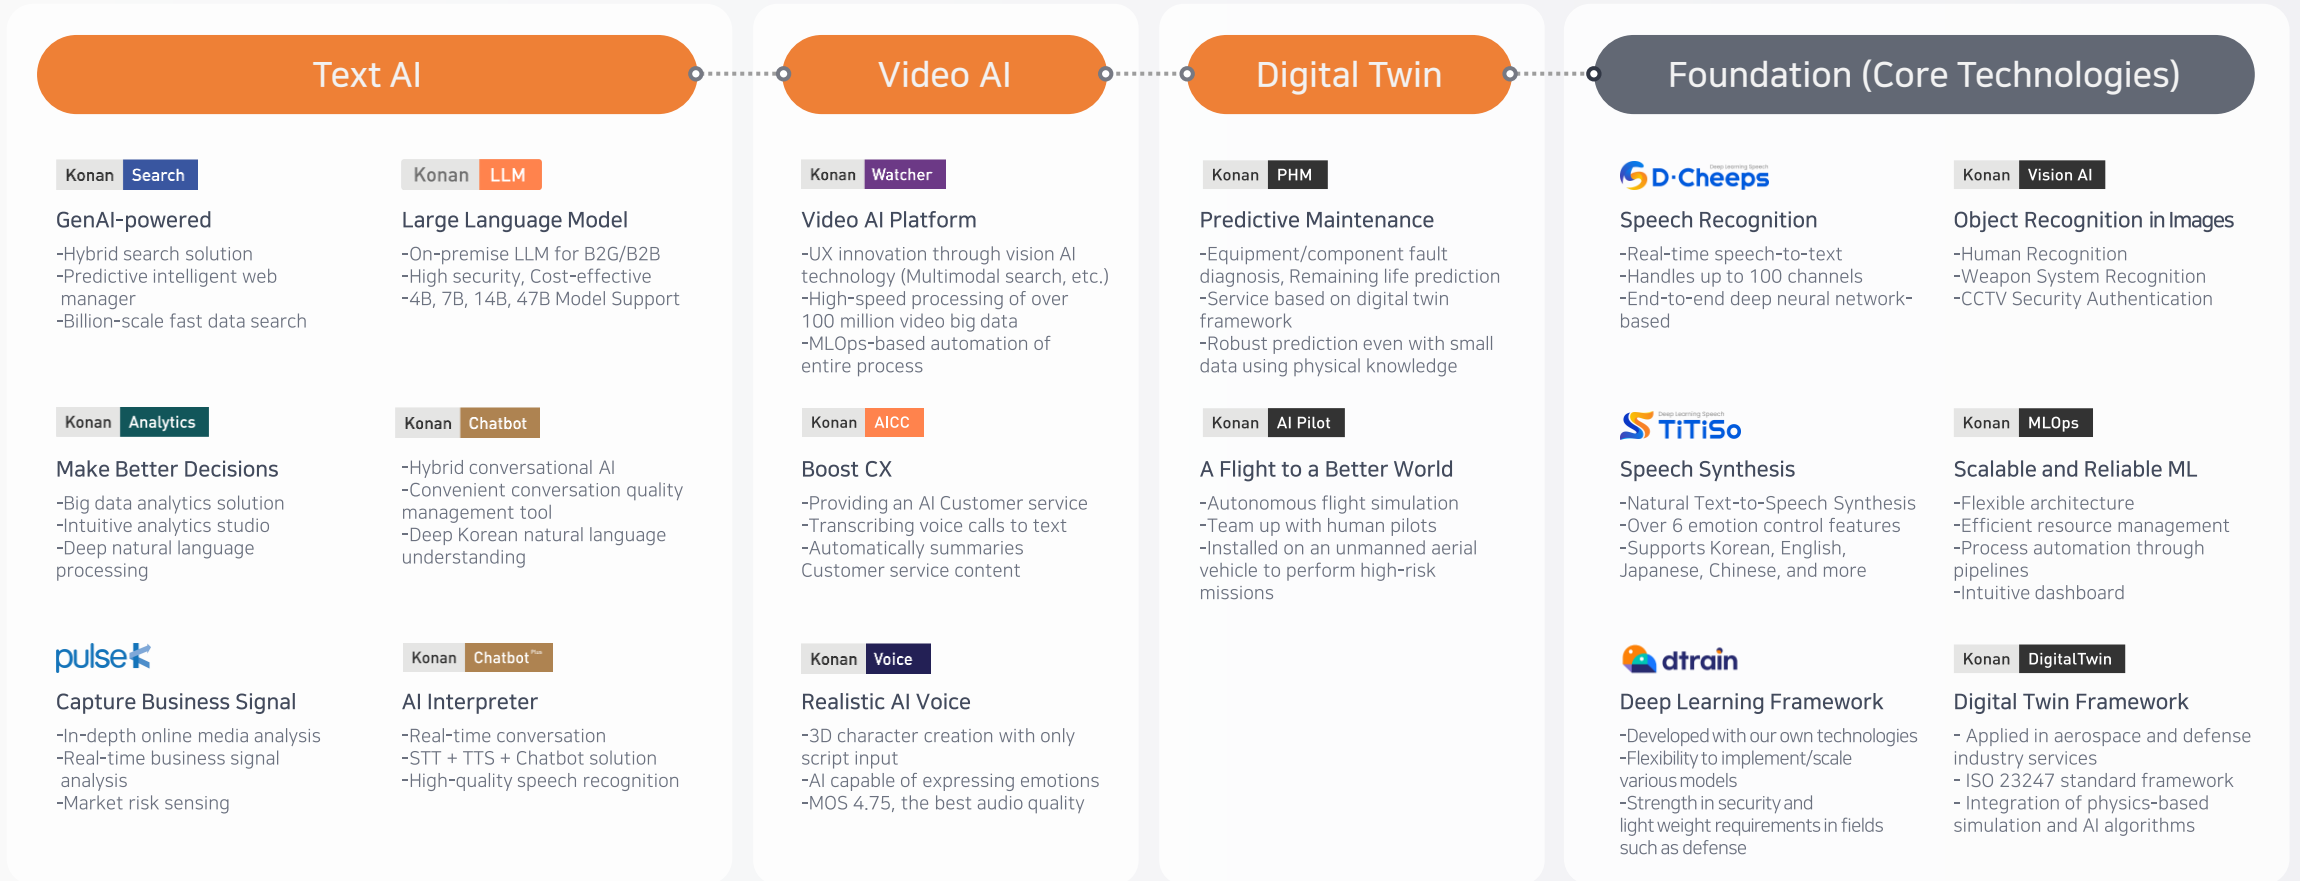 Text AI
Konan Search
GenAI-powered
-Hybrid search solution
-Predictive intelligent web
manager
-Billion-scale fast data search
Konan LLM
Large Language Model
-On-premise LLM for B2G/B2B
-High security, Cost-effective
-4B, 7B, 14B, 47B Model Support
Konan Analytics
Make Better Decisions
-Big data analytics solution
-Intuitive analytics studio
-Deep natural language
processing
Konan Chatbot
-Hybrid conversational AI
-Convenient conversation quality
management tool
-Deep Korean natural language
understanding
pulse K
Capture Business Signal
-In-depth online media analysis
-Real-time business signal
analysis
-Market risk sensing
Konan Chatbot Plus
AI Interpreter
-Real-time conversation
-STT + TTS + Chatbot solution
-High-quality speech recognition
Video AI
Konan Watcher
Video AI Platform
-UX innovation through vision AI
technology (Multimodal search, etc.)
-High-speed processing of over
100 million video big data
-MLOps-based automation of
entire process
Konan AICC
Boost CX
-Providing an AI Customer service
-Transcribing voice calls to text
-Automatically summaries
Customer service content
Konan Voice
Realistic AI Voice
-3D character creation with only
script input
-AI capable of expressing emotions
-MOS 4.75, the best audio quality
Digital Twin
Konan PHM
Predictive Maintenance
-Equipment/component fault
diagnosis, Remaining life prediction
-Service based on digital twin
framework
-Robust prediction even with small
data using physical knowledge
Konan AI Pilot
A Flight to a Better World
-Autonomous flight simulation
-Team up with human pilots
-Installed on an unmanned aerial
vehicle to perform high-risk
missions
Foundation (Core Technologies)
Deep Learning Speech
D·Cheeps
Speech Recognition
-Real-time speech-to-text
-Handles up to 100 channels
-End-to-end deep neural network-
based
Konan Vision AI
Object Recognition in Images
-Human Recognition
-Weapon System Recognition
-CCTV Security Authentication
Deep Learning Speech
TiTiSo
Speech Synthesis
-Natural Text-to-Speech Synthesis
-Over 6 emotion control features
-Supports Korean, English,
Japanese, Chinese, and more
Konan MLOps
Scalable and Reliable ML
-Flexible architecture
-Efficient resource management
-Process automation through
pipelines
-Intuitive dashboard
dtrain
Deep Learning Framework
-Developed with our own technologies
-Flexibility to implement/scale
various models
-Strength in security and
light weight requirements in fields
such as defense
Konan DigitalTwin
Digital Twin Framework
- Applied in aerospace and defense
industry services
- ISO 23247 standard framework
- Integration of physics-based
simulation and AI algorithms